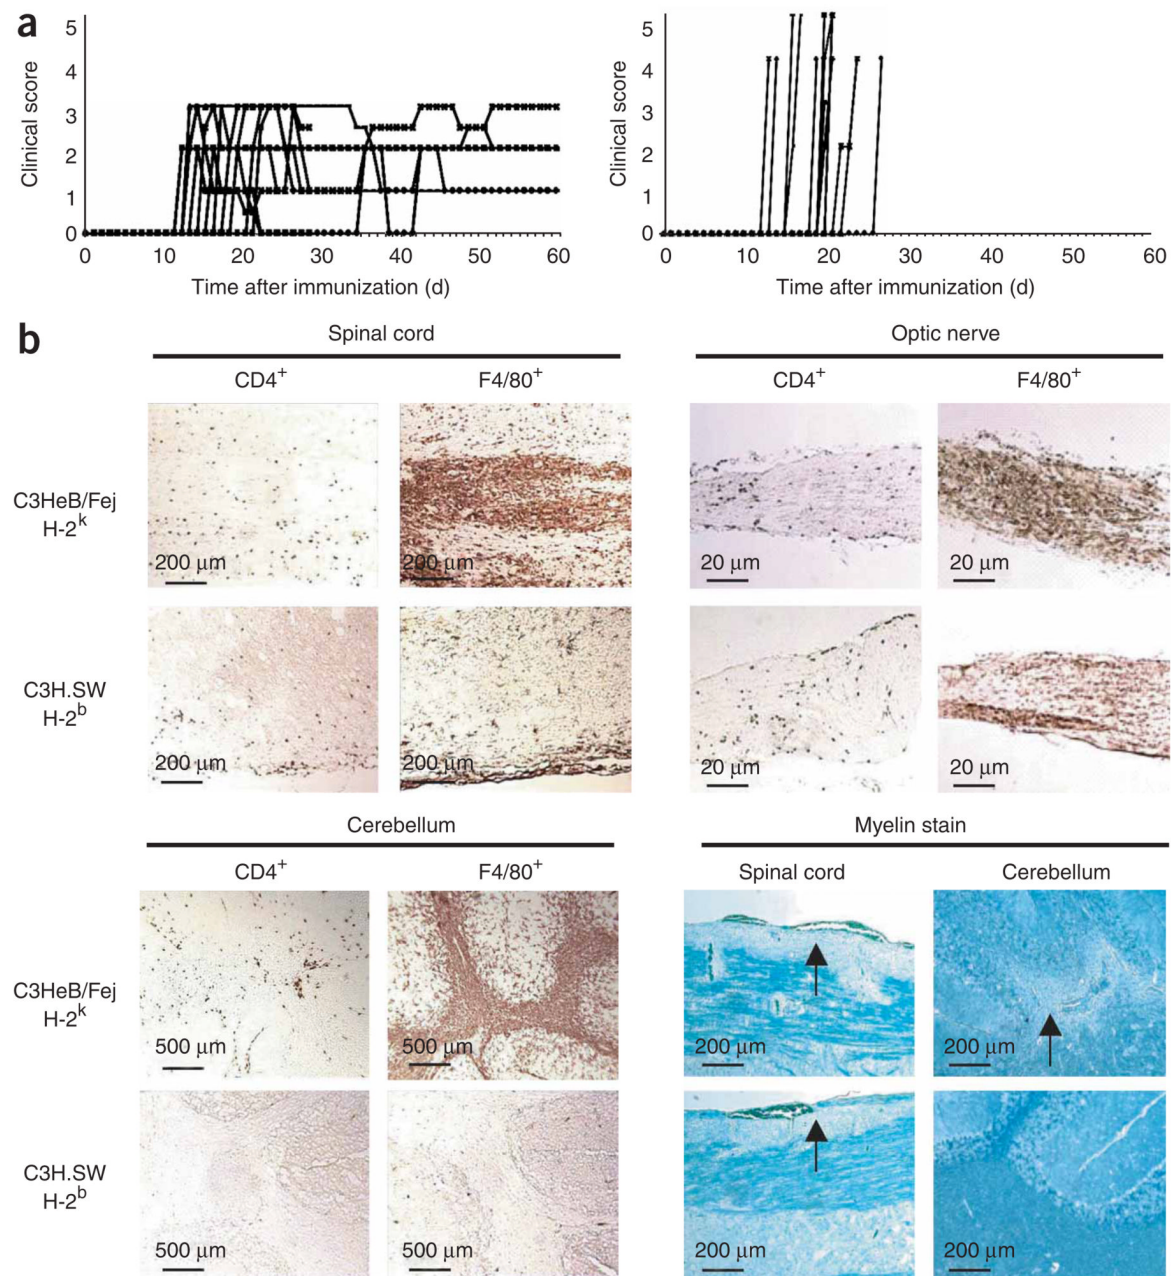 a
Clinical score
5
4
3
2
1
0
0 10 20 30 40 50 60
Time after immunization (d)
Clinical score
5
4
3
2
1
0
0 10 20 30 40 50 60
Time after immunization (d)
b
Spinal cord
Optic nerve
CD4+
F4/80+
CD4+
F4/80+
C3HeB/Fej
H-2k
200 µm
200 µm
20 µm
20 µm
C3H.SW
H-2b
200 µm
200 µm
20 µm
20 µm
Cerebellum
Myelin stain
CD4+
F4/80+
Spinal cord
Cerebellum
C3HeB/Fej
H-2k
500 µm
500 µm
200 µm
200 µm
C3H.SW
H-2b
500 µm
500 µm
200 µm
200 µm